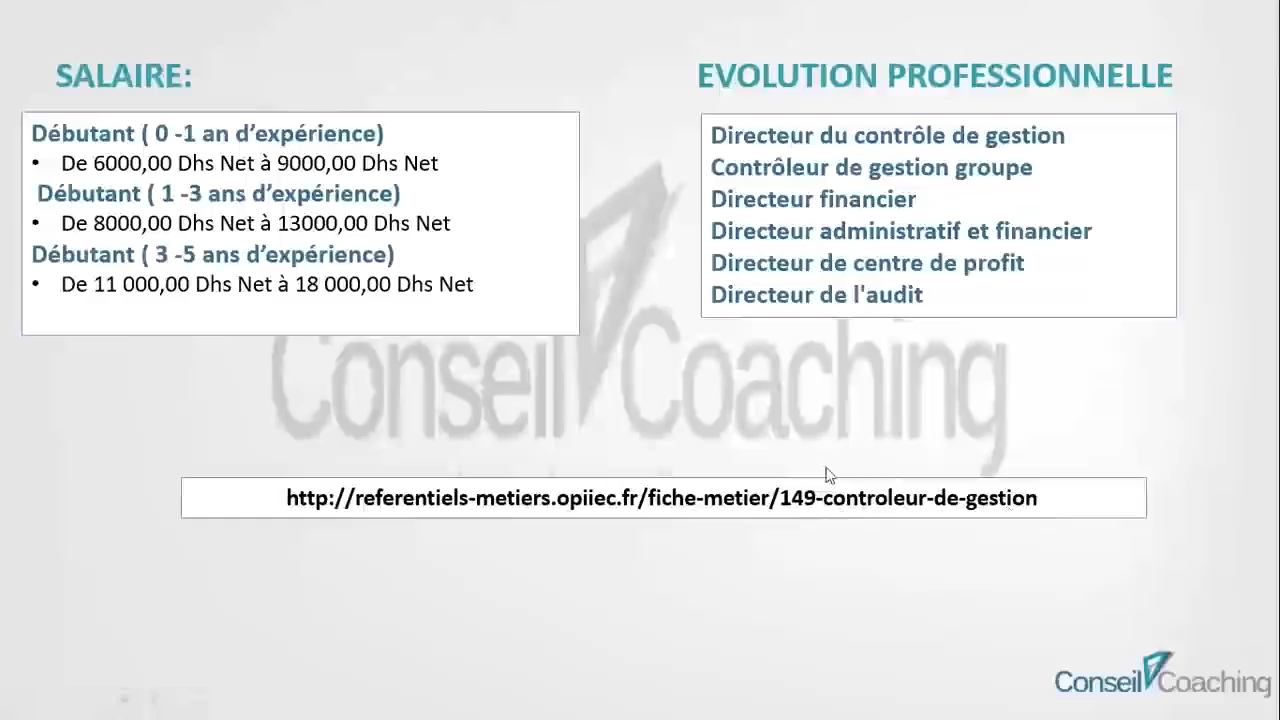 SALAIRE:
Débutant ( 0 -1 an d’expérience)
• De 6000,00 Dhs Net à 9000,00 Dhs Net
Débutant ( 1 -3 ans d’expérience)
• De 8000,00 Dhs Net à 13000,00 Dhs Net
Débutant ( 3 -5 ans d’expérience)
• De 11 000,00 Dhs Net à 18 000,00 Dhs Net
EVOLUTION PROFESSIONNELLE
Directeur du contrôle de gestion
Contrôleur de gestion groupe
Directeur financier
Directeur administratif et financier
Directeur de centre de profit
Directeur de l'audit
Conseil Coaching
http://referentiels-metiers.opiiec.fr/fiche-metier/149-controleur-de-gestion
Conseil Coaching